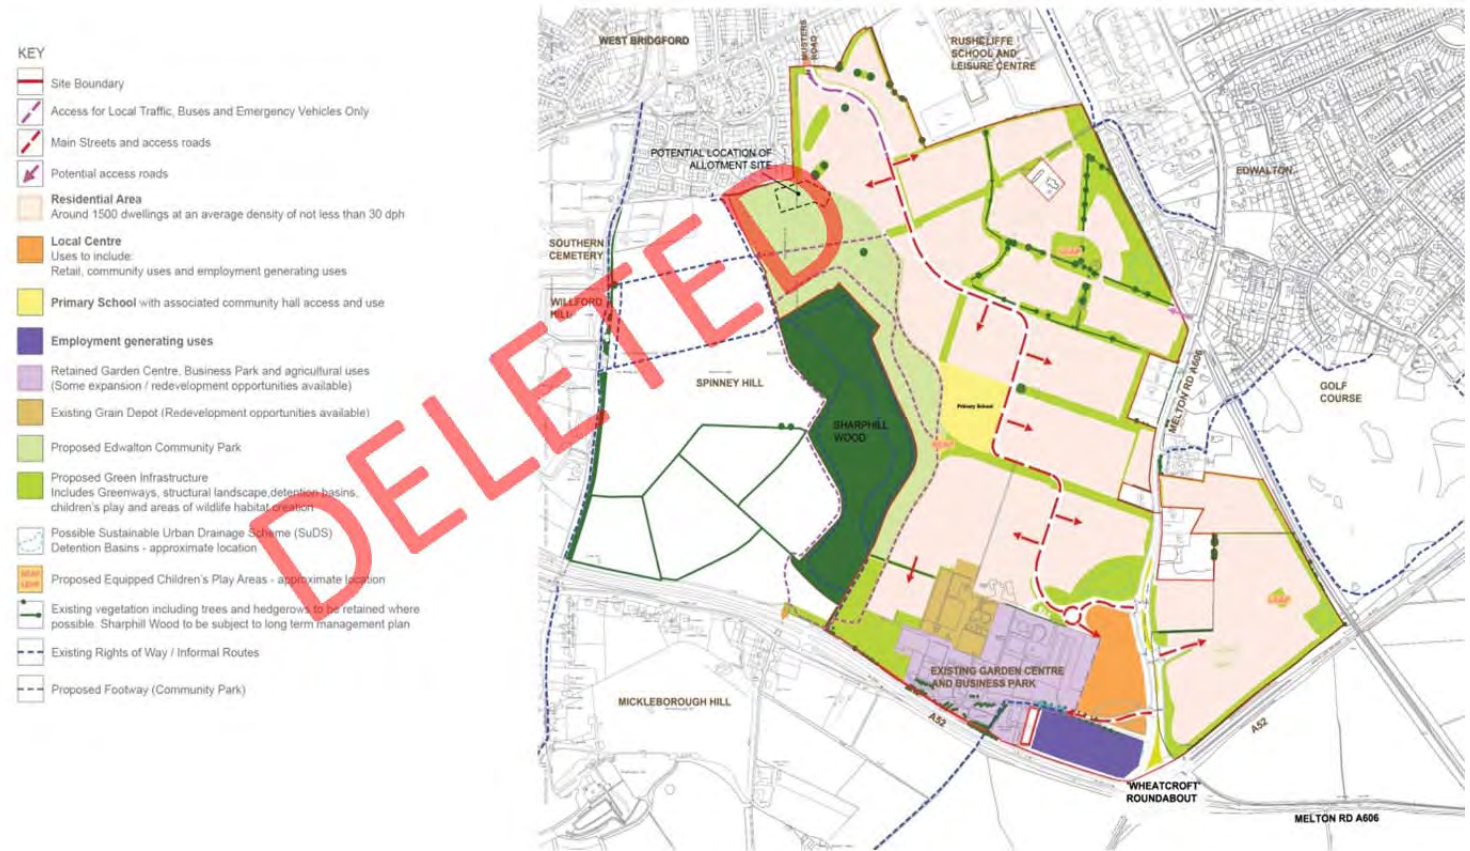 KEY
Site Boundary
Access for Local Traffic, Buses and Emergency Vehicles Only
Main Streets and access roads
Potential access roads
Residential Area
Around 1500 dwellings at an average density of not less than 30 dph
Local Centre
Uses to include:
Retail, community uses and employment generating uses
Primary School with associated community hall access and use
Employment generating uses
Retained Garden Centre, Business Park and agricultural uses
(Some expansion / redevelopment opportunities available)
Existing Grain Depot (Redevelopment opportunities available)
Proposed Edwalton Community Park
Proposed Green Infrastructure
Includes Greenways, structural landscape,detention basins,
children's play and areas of wildlife habitat creation
Possible Sustainable Urban Drainage Scheme (SuDS)
Detention Basins - approximate location
NEAP
LEAP
Proposed Equipped Children's Play Areas - approximate location
Existing vegetation including trees and hedgerows to be retained where
possible. Sharphill Wood to be subject to long term management plan
Existing Rights of Way / Informal Routes
Proposed Footway (Community Park)
DELETED
WEST BRIDGFORD
MUSTERS
ROAD
RUSHCLIFFE
SCHOOL AND
LEISURE CENTRE
POTENTIAL LOCATION OF
ALLOTMENT SITE
EDWALTON
SOUTHERN
CEMETERY
WILLFORD
HILL
SPINNEY HILL
SHARPHILL
WOOD
Primary School
MELTON RD A606
GOLF
COURSE
EXISTING GARDEN CENTRE
AND BUSINESS PARK
MICKLEBOROUGH HILL
A52
A52
'WHEATCROFT'
ROUNDABOUT
MELTON RD A606